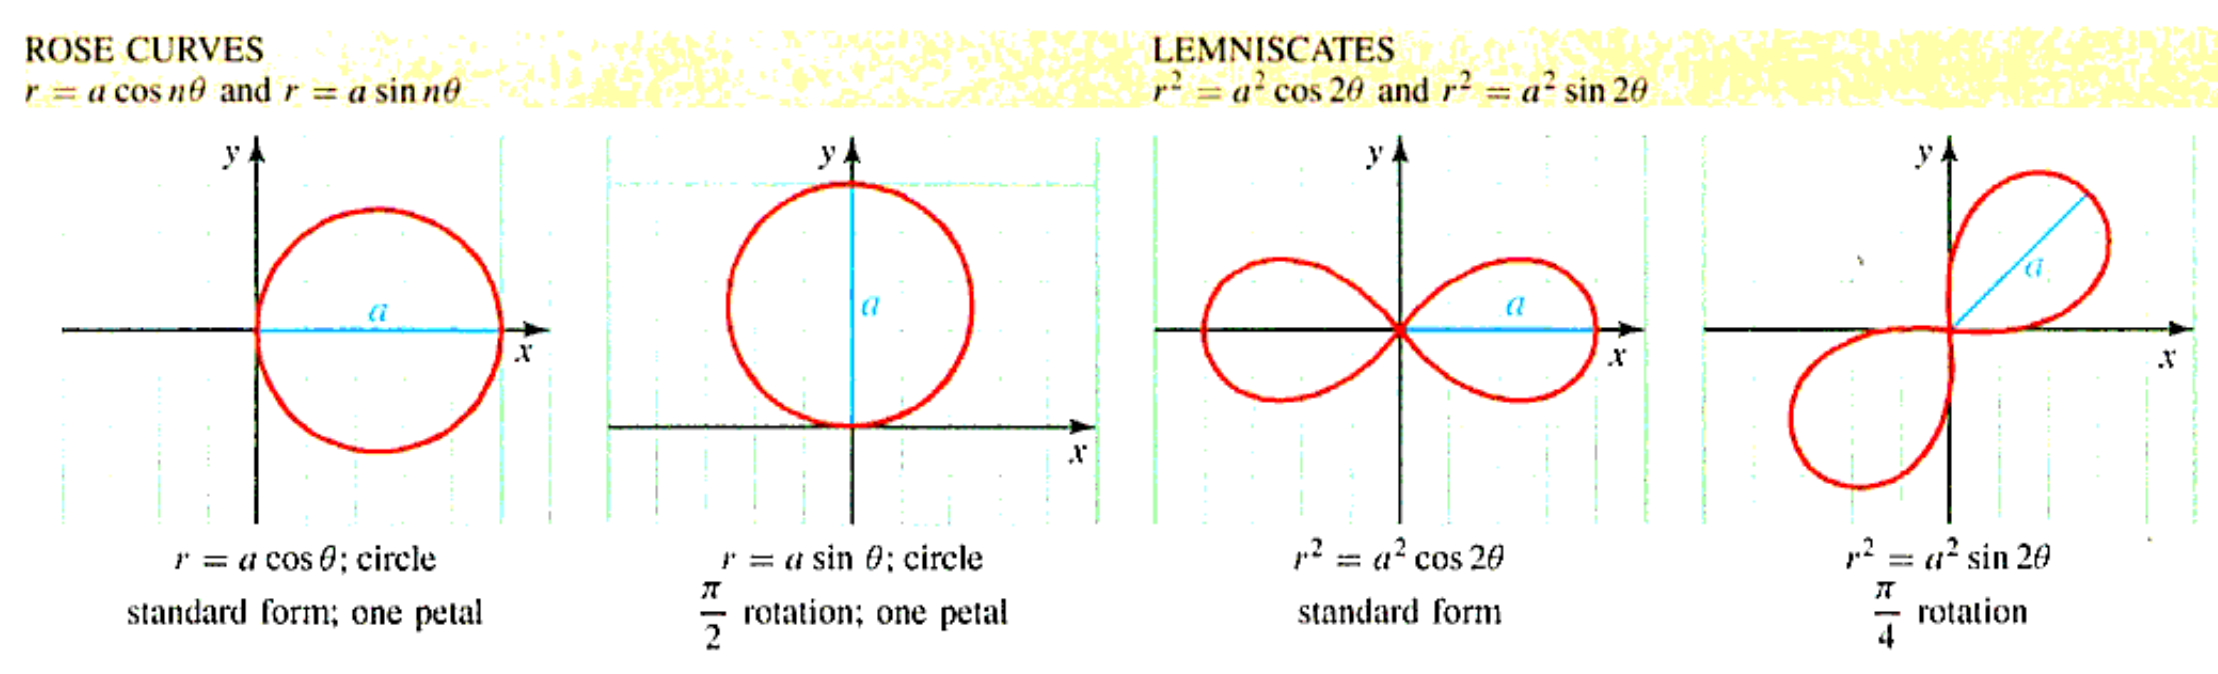 ROSE CURVES
r = a cos nθ and r = a sin nθ
LEMNISCATES
r² = a² cos 2θ and r² = a² sin 2θ
y
a
x
r = a cos θ; circle
standard form; one petal
y
a
x
r = a sin θ; circle
π/2 rotation; one petal
y
a
x
r² = a² cos 2θ
standard form
y
a
x
r² = a² sin 2θ
π/4 rotation